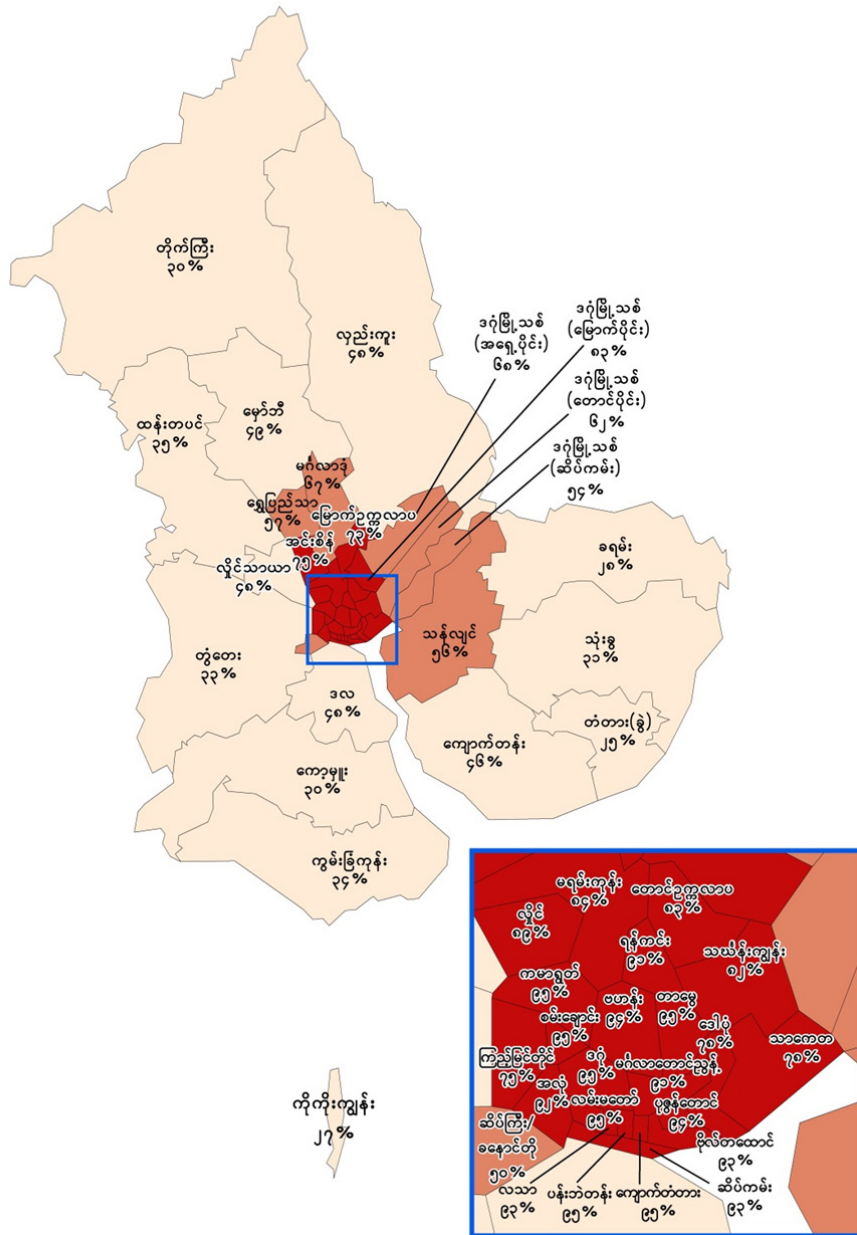 တိုက်ကြီး
၃၀%
လှည်းကူး
၄၈%
ဒဂုံမြို့သစ်
(အရှေ့ပိုင်း)
၆၈%
ဒဂုံမြို့သစ်
(မြောက်ပိုင်း)
၈၃%
ဒဂုံမြို့သစ်
(တောင်ပိုင်း)
၆၂%
ဒဂုံမြို့သစ်
(ဆိပ်ကမ်း)
၅၄%
ထန်းတပင်
၃၅%
မှော်ဘီ
၄၉%
မင်္ဂလာဒုံ
၆၇%
ရွှေပြည်သာ
၅၇%
မြောက်ဥက္ကလာပ
၇၃%
အင်းစိန်
၇၅%
လှိုင်သာယာ
၄၈%
ခရမ်း
၂၈%
တွံတေး
၃၃%
သန်လျင်
၅၆%
သုံးခွ
၃၁%
ဒလ
၄၈%
တံတား(ခွဲ)
၂၅%
ကျောက်တန်း
၄၆%
ကော့မှူး
၃၀%
ကွမ်းခြံကုန်း
၃၄%
ကိုကိုးကျွန်း
၂၇%
မရမ်းကုန်း
၈၄%
တောင်ဥက္ကလာပ
၈၃%
လှိုင်
၈၉%
ရန်ကင်း
၉၁%
သင်္ဃန်းကျွန်း
၈၂%
ကမာရွတ်
၉၅%
ဗဟန်း
၉၄%
တာမွေ
၉၅%
စမ်းချောင်း
၉၅%
ဒေါပုံ
၇၈%
သာကေတ
၇၈%
ကြည့်မြင်တိုင်
၇၅%
ဒဂုံ
၉၅%
မင်္ဂလာတောင်ညွန့်
၉၁%
အလုံ
၉၂%
လမ်းမတော်
၉၅%
ပုဇွန်တောင်
၉၄%
ဆိပ်ကြီး/
ခနောင်တို
၅၀%
ဗိုလ်တထောင်
၉၃%
လသာ
၉၃%
ပန်းဘဲတန်း
၉၅%
ကျောက်တံတား
၉၅%
ဆိပ်ကမ်း
၉၃%